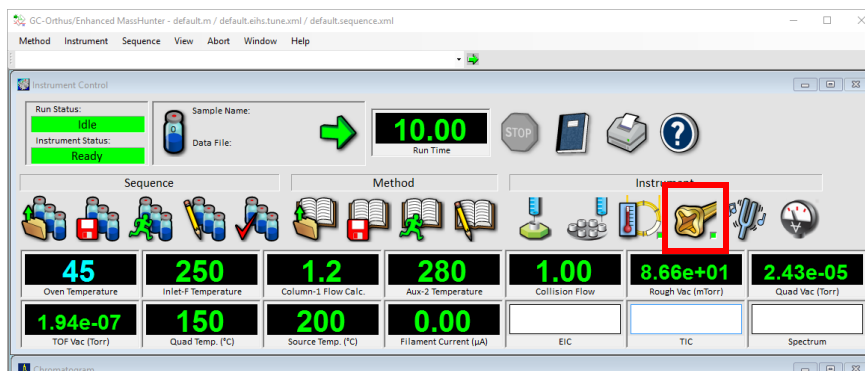 GC-Orthus/Enhanced MassHunter - default.m / default.eihs.tune.xml / default.sequence.xml
Method Instrument Sequence View Abort Window Help
Instrument Control
Run Status:
Idle
Instrument Status:
Ready
Sample Name:
Data File:
10.00
Run Time
STOP
?
Sequence Method Instrument
45 250 1.2 280 1.00 8.66e+01 2.43e-05
Oven Temperature Inlet-F Temperature Column-1 Flow Calc. Aux-2 Temperature Collision Flow Rough Vac (mTorr) Quad Vac (Torr)
1.94e-07 150 200 0.00
TOF Vac (Torr) Quad Temp. (°C) Source Temp. (°C) Filament Current (µA) EIC TIC Spectrum
Chromatogram